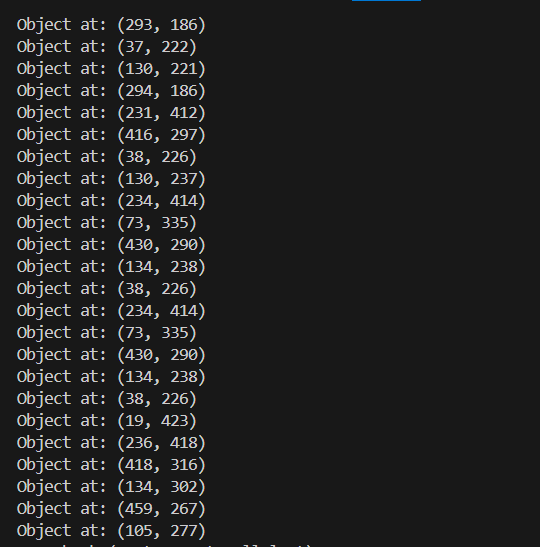 Object at: (293, 186)
Object at: (37, 222)
Object at: (130, 221)
Object at: (294, 186)
Object at: (231, 412)
Object at: (416, 297)
Object at: (38, 226)
Object at: (130, 237)
Object at: (234, 414)
Object at: (73, 335)
Object at: (430, 290)
Object at: (134, 238)
Object at: (38, 226)
Object at: (234, 414)
Object at: (73, 335)
Object at: (430, 290)
Object at: (134, 238)
Object at: (38, 226)
Object at: (19, 423)
Object at: (236, 418)
Object at: (418, 316)
Object at: (134, 302)
Object at: (459, 267)
Object at: (105, 277)